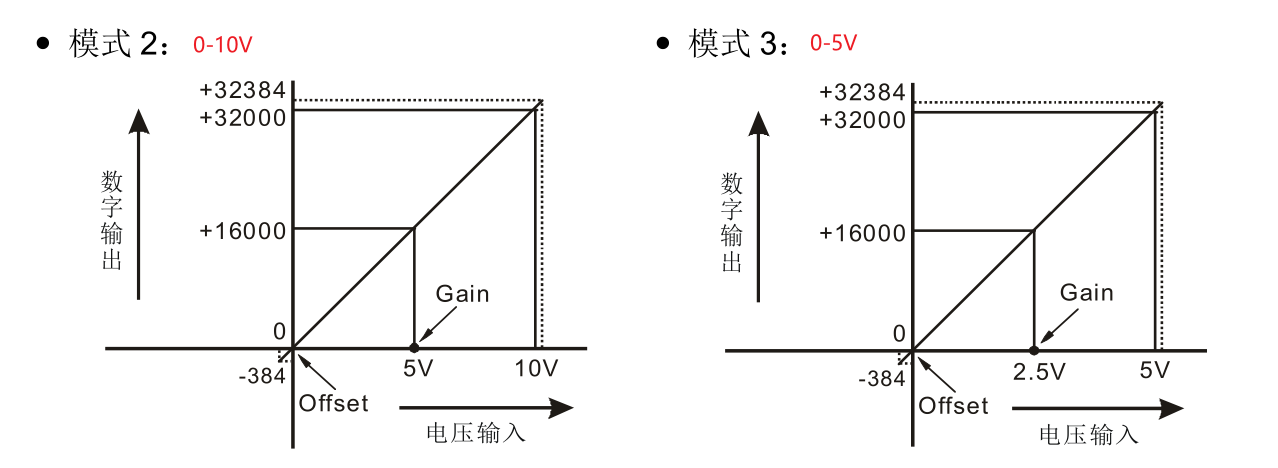 ● 模式 2： 0-10V
+32384
+32000
数字输出
+16000
Gain
0
-384
5V
10V
Offset
电压输入
● 模式 3： 0-5V
+32384
+32000
数字输出
+16000
Gain
0
-384
2.5V
5V
Offset
电压输入